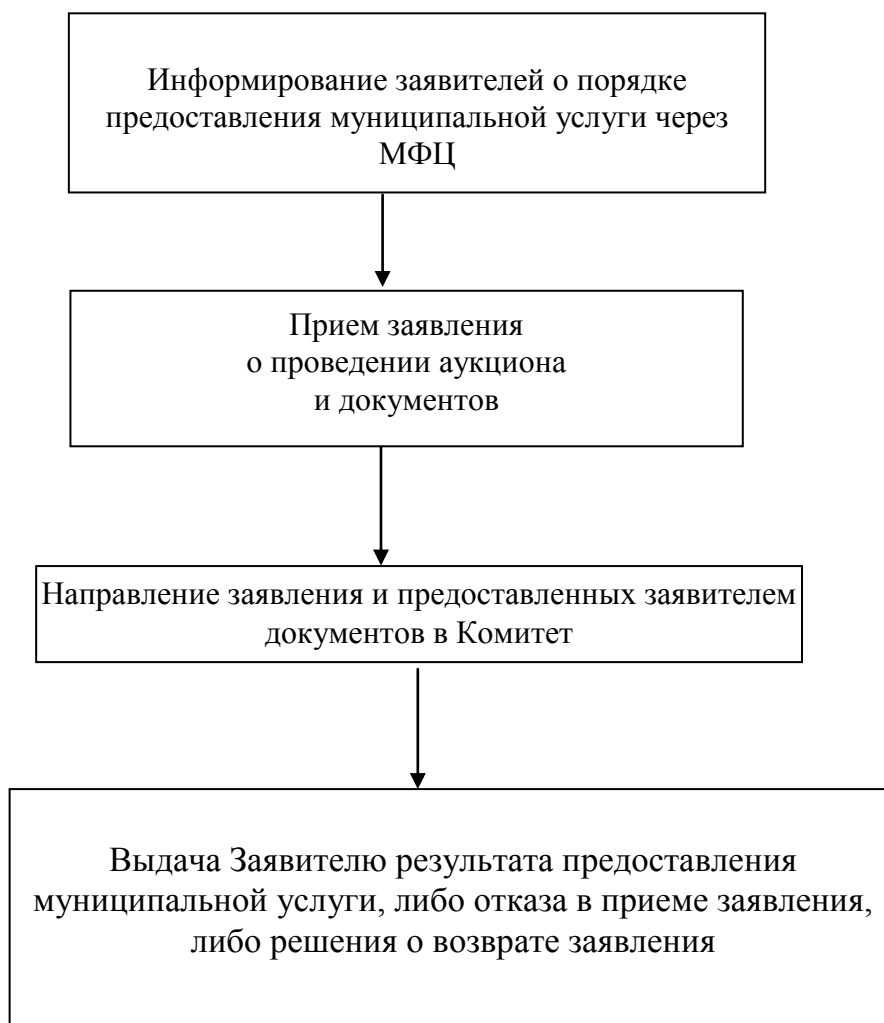 Информирование заявителей о порядке
предоставления муниципальной услуги через
МФЦ
Прием заявления
о проведении аукциона
и документов
Направление заявления и предоставленных заявителем
документов в Комитет
Выдача Заявителю результата предоставления
муниципальной услуги, либо отказа в приеме заявления,
либо решения о возврате заявления